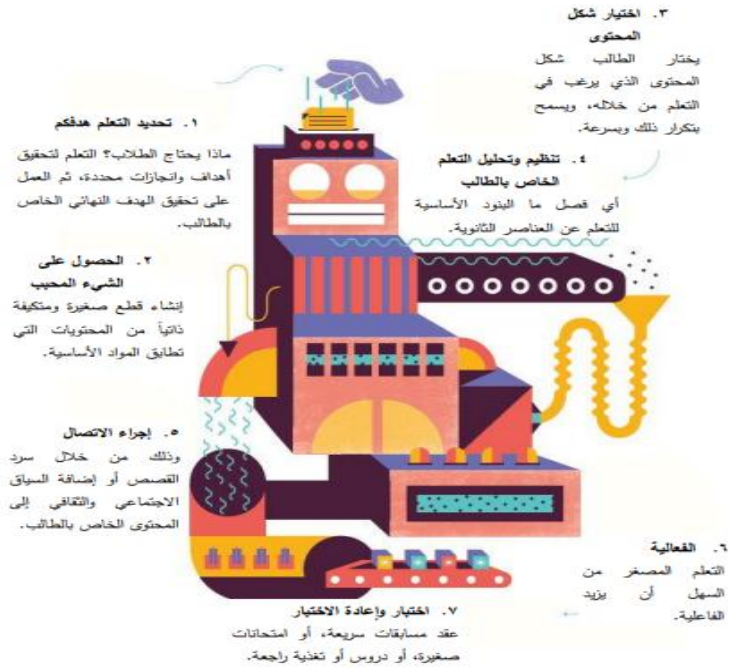 ١. تحديد التعلم هدفكم
ماذا يحتاج الطلاب؟ التعلم لتحقيق
أهداف وانجازات محددة، ثم العمل
على تحقيق الهدف النهائي الخاص
بالطالب.
٢. الحصول على
الشيء المحبب
إنشاء قطع صغيرة ومتكيفة
ذاتياً من المحتويات التي
تطابق المواد الأساسية.
٣. اختيار شكل
المحتوى
يختار الطالب شكل
المحتوى الذي يرغب في
التعلم من خلاله، ويسمح
بتكرار ذلك وبسرعة.
٤. تنظيم وتحليل التعلم
الخاص بالطالب
أي فصل ما البنود الأساسية
للتعلم عن العناصر الثانوية.
٥. إجراء الاتصال
وذلك من خلال سرد
القصص أو إضافة السياق
الاجتماعي والثقافي إلى
المحتوى الخاص بالطالب.
٦. الفعالية
التعلم المصغر من
السهل أن يزيد
الفاعلية.
٧. اختبار وإعادة الاختبار
عقد مسابقات سريعة، أو امتحانات
صغيرة، أو دروس أو تغذية راجعة.